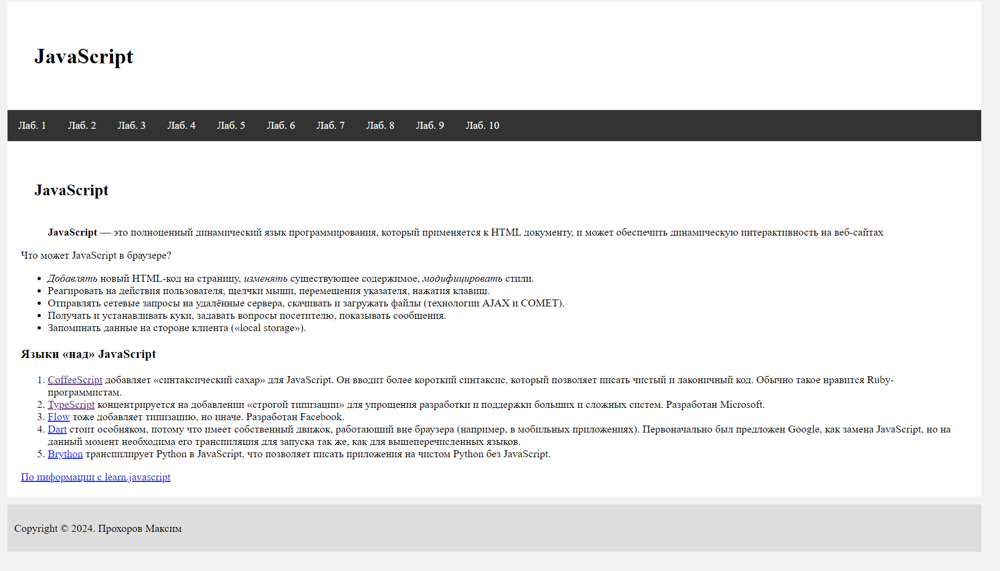 JavaScript
Лаб. 1 Лаб. 2 Лаб. 3 Лаб. 4 Лаб. 5 Лаб. 6 Лаб. 7 Лаб. 8 Лаб. 9 Лаб. 10
JavaScript
JavaScript — это полноценный динамический язык программирования, который применяется к HTML документу, и может обеспечить динамическую интерактивность на веб-сайтах
Что может JavaScript в браузере?
• Добавлять новый HTML-код на страницу, изменять существующее содержимое, модифицировать стили.
• Реагировать на действия пользователя, щелчки мыши, перемещения указателя, нажатия клавиш.
• Отправлять сетевые запросы на удалённые сервера, скачивать и загружать файлы (технологии AJAX и COMET).
• Получать и устанавливать куки, задавать вопросы посетителю, показывать сообщения.
• Запоминать данные на стороне клиента («local storage»).
Языки «над» JavaScript
1. CoffeeScript добавляет «синтаксический сахар» для JavaScript. Он вводит более короткий синтаксис, который позволяет писать чистый и лаконичный код. Обычно такое нравится Ruby-
программистам.
2. TypeScript концентрируется на добавлении «строгой типизации» для упрощения разработки и поддержки больших и сложных систем. Разработан Microsoft.
3. Flow тоже добавляет типизацию, но иначе. Разработан Facebook.
4. Dart стоит особняком, потому что имеет собственный движок, работающий вне браузера (например, в мобильных приложениях). Первоначально был предложен Google, как замена JavaScript, но на
данный момент необходима его транспиляция для запуска так же, как для вышеперечисленных языков.
5. Brython транспилирует Python в JavaScript, что позволяет писать приложения на чистом Python без JavaScript.
По информации с learn.javascript
Copyright © 2024. Прохоров Максим